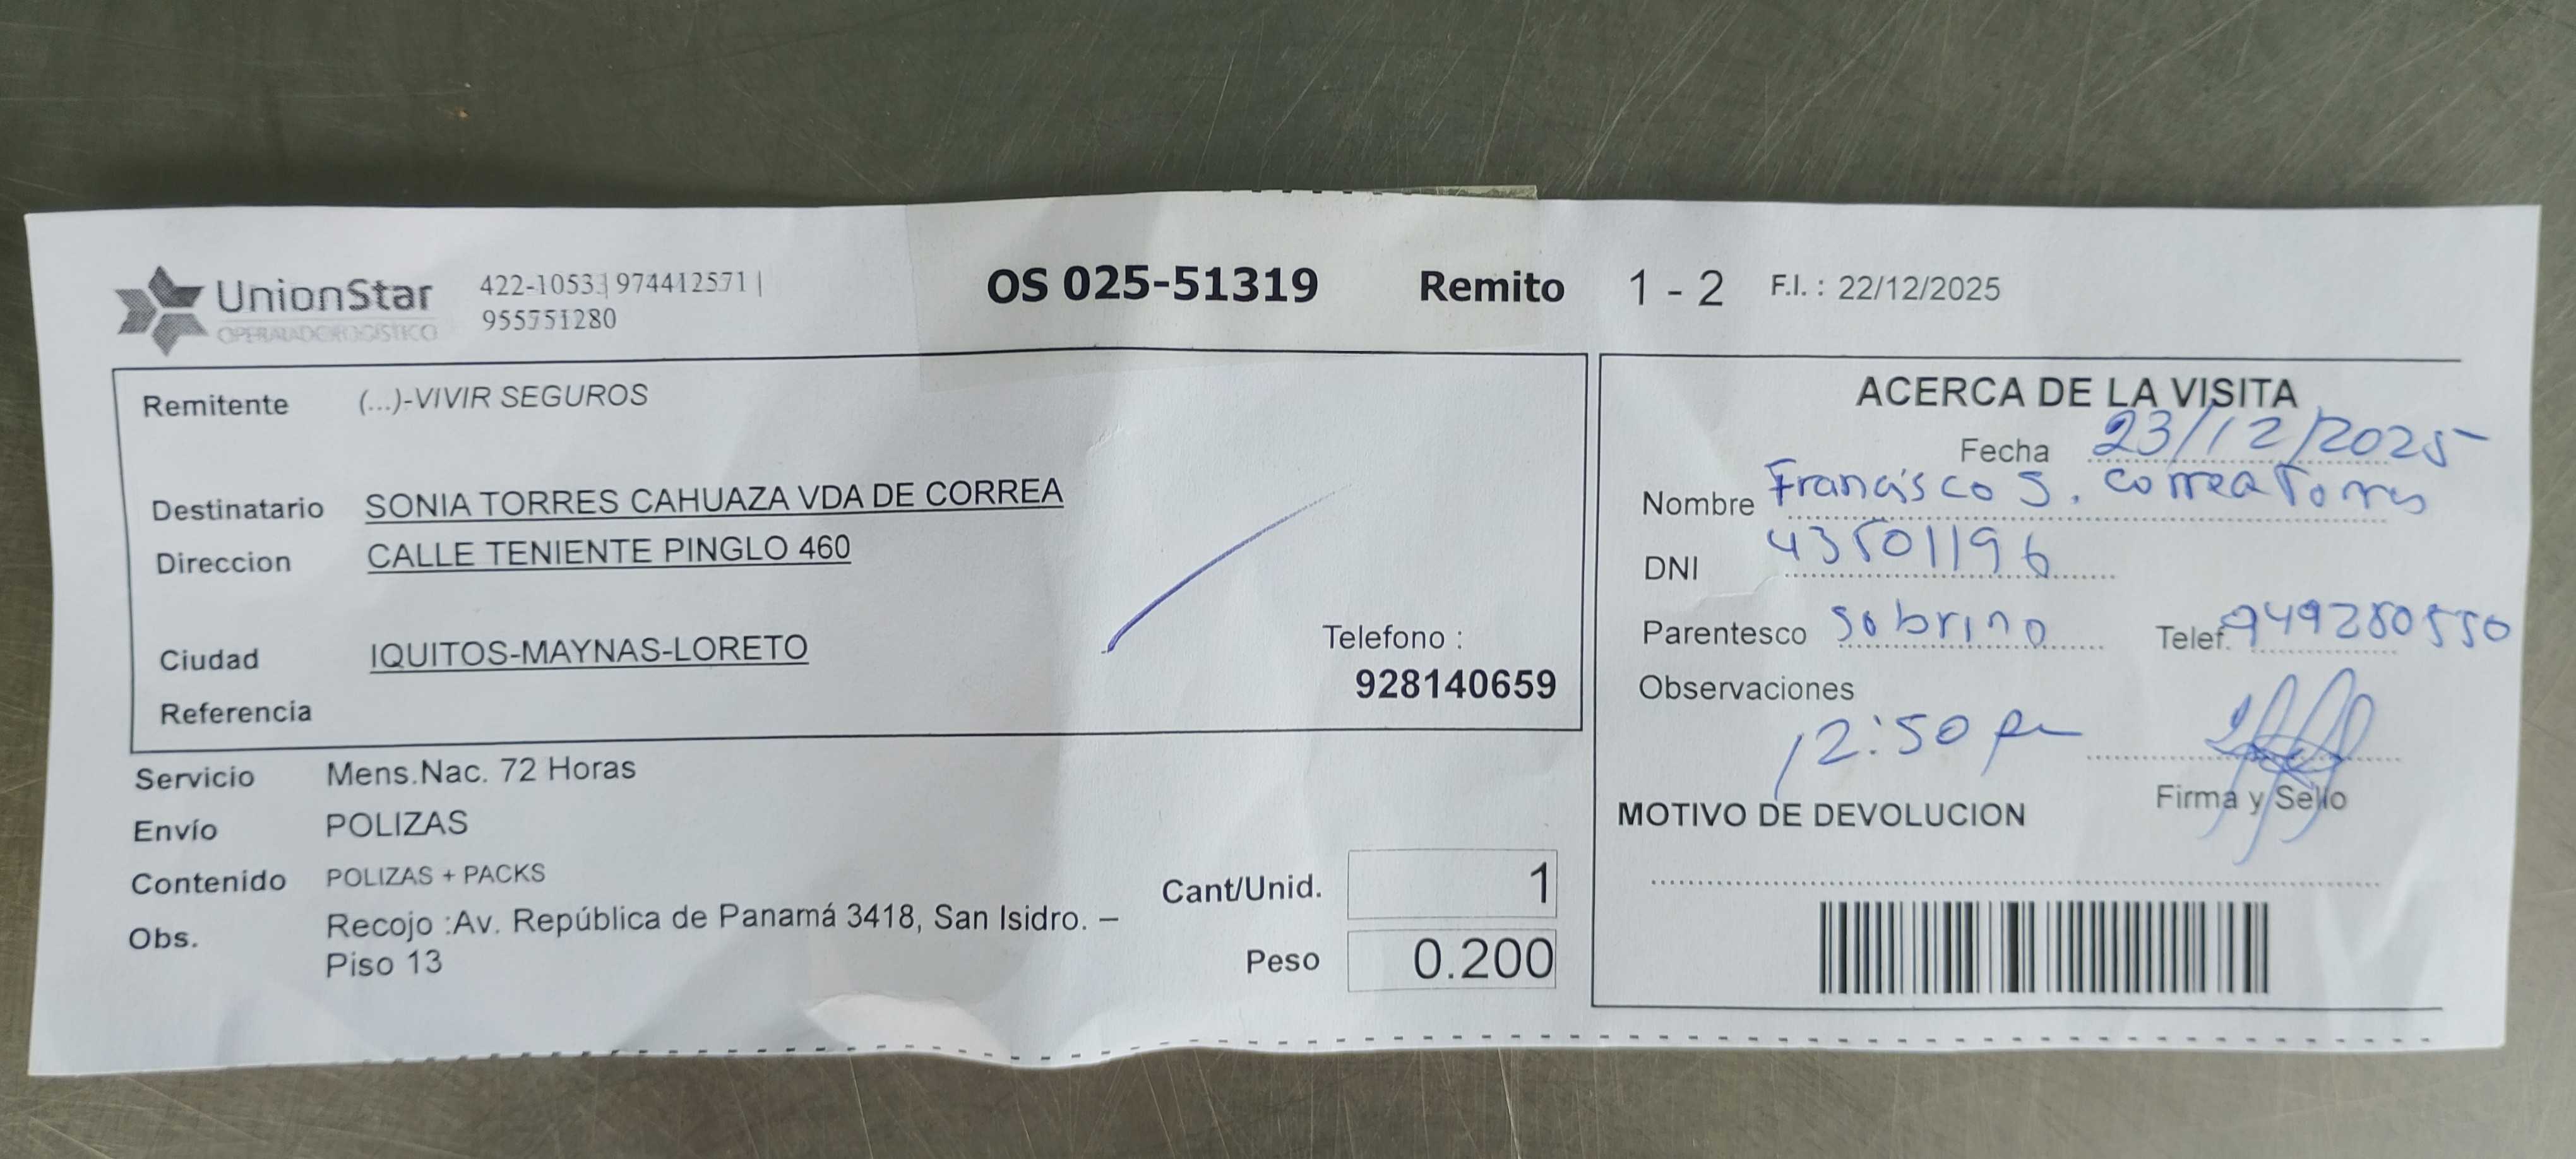 UnionStar
OPERADOR LOGÍSTICO
422-1053| 974412571 |
955751280
OS 025-51319 Remito 1 - 2 F.I. : 22/12/2025
Remitente (...)-VIVIR SEGUROS
Destinatario SONIA TORRES CAHUAZA VDA DE CORREA
Direccion CALLE TENIENTE PINGLO 460
Ciudad IQUITOS-MAYNAS-LORETO
Telefono :
928140659
Referencia
Servicio Mens.Nac. 72 Horas
Envío POLIZAS
Contenido POLIZAS + PACKS
Obs. Recojo :Av. República de Panamá 3418, San Isidro. –
Piso 13
Cant/Unid. 1
Peso 0.200
ACERCA DE LA VISITA
Fecha 23/12/2025
Nombre Francisco S. Correa Torres
DNI 43501196
Parentesco Sobrino Telef. 949280550
Observaciones
12:50 pm
Firma y Sello
MOTIVO DE DEVOLUCION